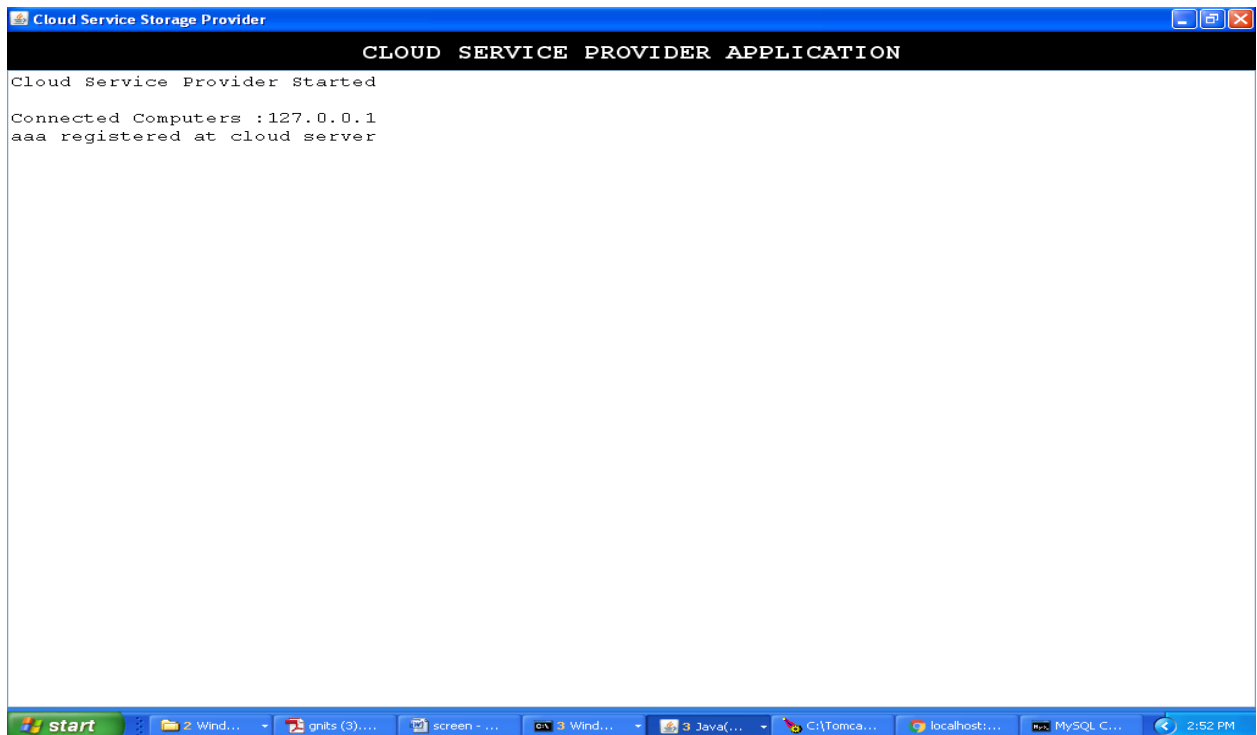 Cloud Service Storage Provider
CLOUD SERVICE PROVIDER APPLICATION
Cloud Service Provider Started
Connected Computers :127.0.0.1
aaa registered at cloud server
start 2 Wind... gnits (3).... screen - ... 3 Wind... 3 Java(... C:\Tomca... localhost:... MySQL C... 2:52 PM